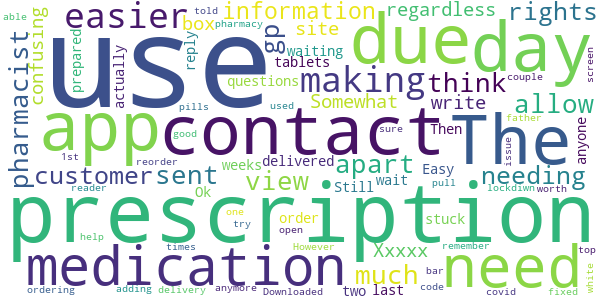 able
told
pharmacy
easier
information
regardless
rights
confusing
use
box
reply
gp
site
waiting
due
day
prepared
actually
tablets
couple
screen
pharmacist
questions
making
think
Somewhat
write
allow
pills
used
app
contact
The
good
sure
Then
father
anyone
issue
1st
reorder
weeks
delivered
apart
Easy
needing
customer
sent
view
Still
wait
pull
lockdiwn
worth
reader
Ok
prescription
one
try
order
stuck
help
open
times
However
Xxxxx
remember
top
medication
much
need
bar
code
white
ordering
adding
delivery
anymore
Downloaded
two
last
covid
fixed